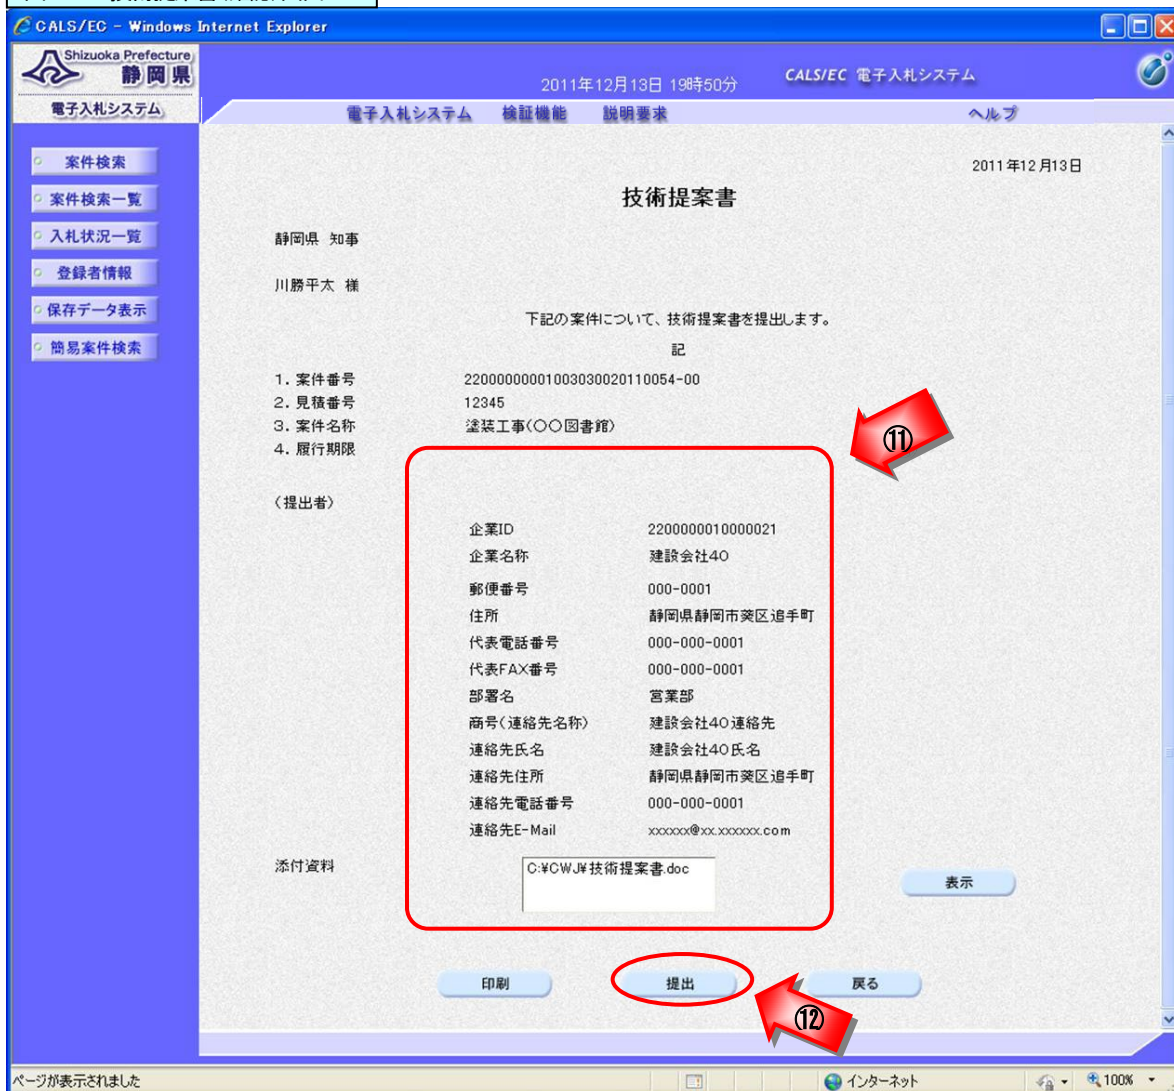 CALS/EC - Windows Internet Explorer
Shizuoka Prefecture
静岡県
電子入札システム
2011年12月13日 19時50分
CALS/EC 電子入札システム
電子入札システム 検証機能 説明要求 ヘルプ
案件検索
案件検索一覧
入札状況一覧
登録者情報
保存データ表示
簡易案件検索
2011年12月13日
技術提案書
静岡県 知事
川勝平太 様
下記の案件について、技術提案書を提出します。
記
1. 案件番号 22000000001003030020110054-00
2. 見積番号 12345
3. 案件名称 塗装工事(〇〇図書館)
4. 履行期限
⑪
(提出者)
企業ID 2200000010000021
企業名称 建設会社40
郵便番号 000-0001
住所 静岡県静岡市葵区追手町
代表電話番号 000-000-0001
代表FAX番号 000-000-0001
部署名 営業部
商号(連絡先名称) 建設会社40連絡先
連絡先氏名 建設会社40氏名
連絡先住所 静岡県静岡市葵区追手町
連絡先電話番号 000-000-0001
連絡先E-Mail xxxxxx@xx.xxxxxx.com
添付資料 C:¥CWJ¥技術提案書.doc 表示
印刷 提出 戻る
⑫
ページが表示されました インターネット 100%